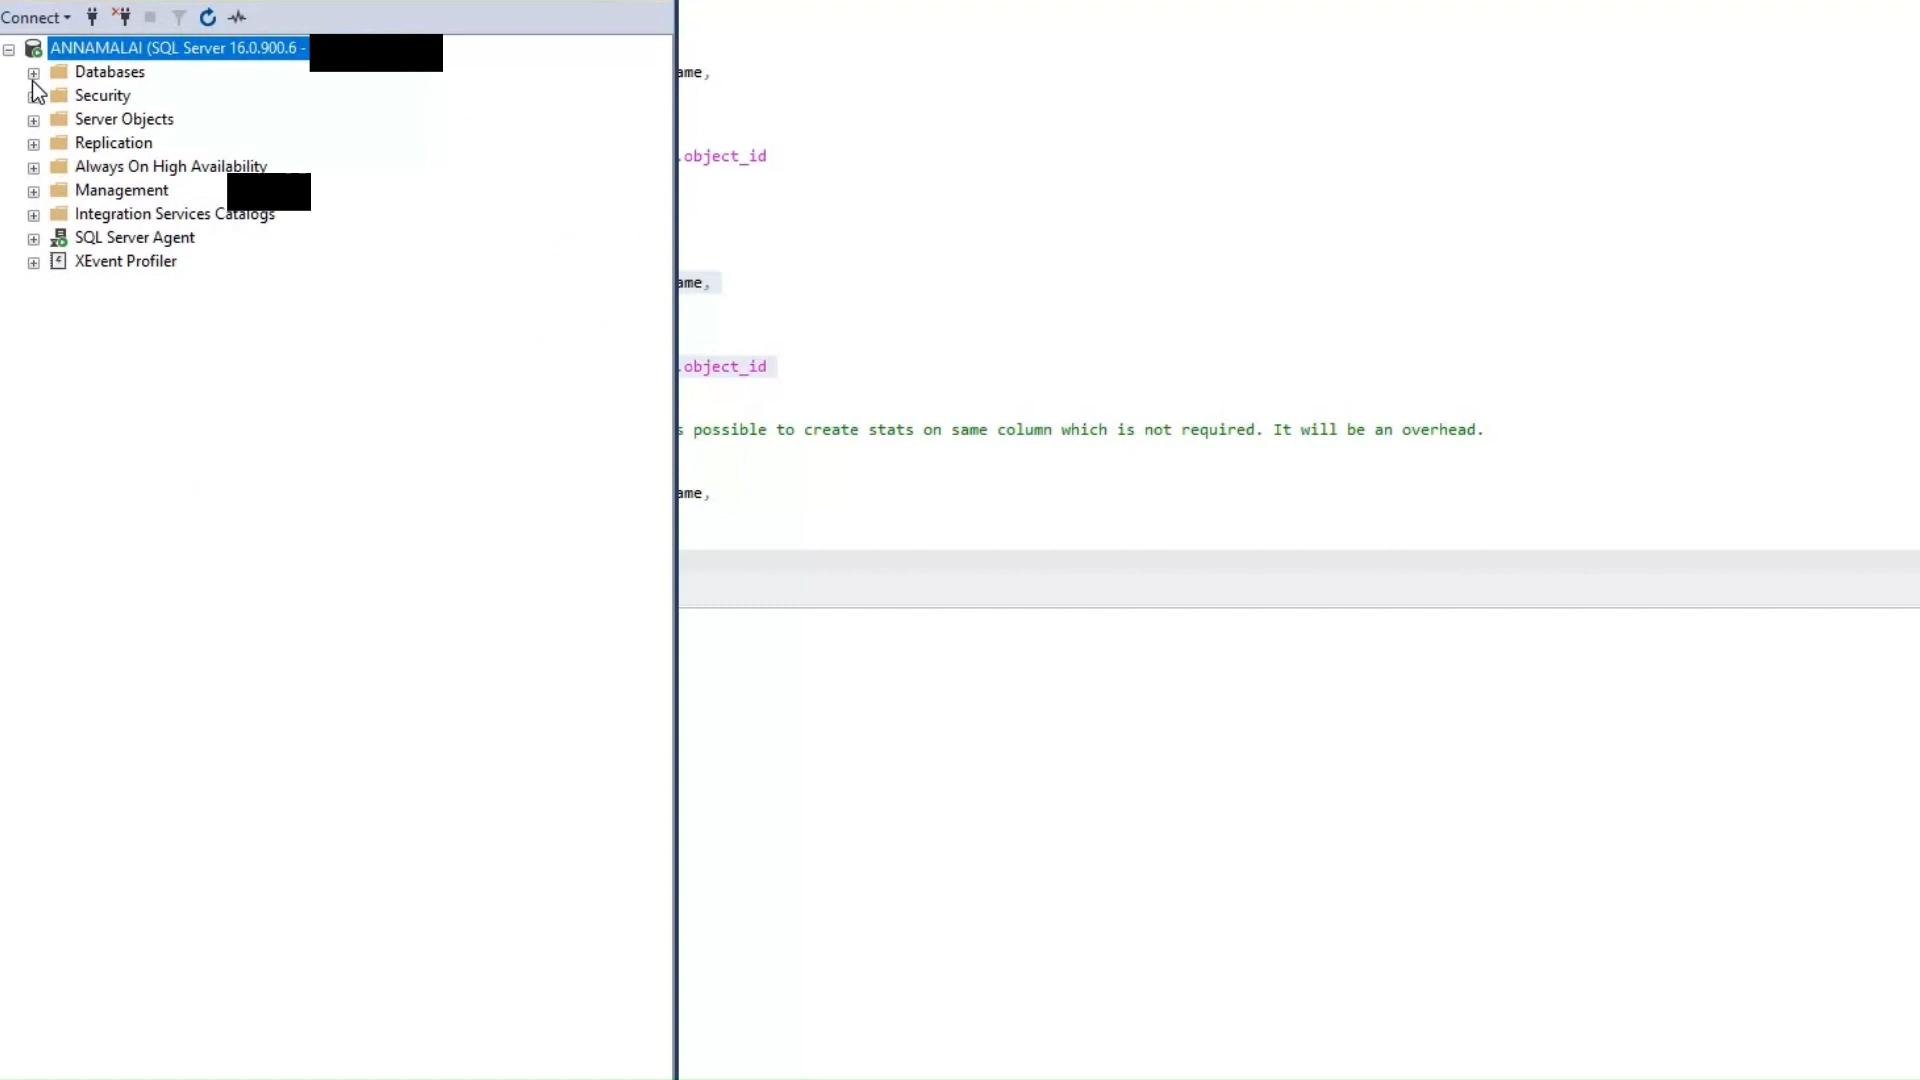 Connect
ANNAMALAI (SQL Server 16.0.900.6 -
Databases
Security
Server Objects
Replication
Always On High Availability
Management
Integration Services Catalogs
SQL Server Agent
XEvent Profiler
ame,
.object_id
ame,
.object_id
s possible to create stats on same column which is not required. It will be an overhead.
ame,